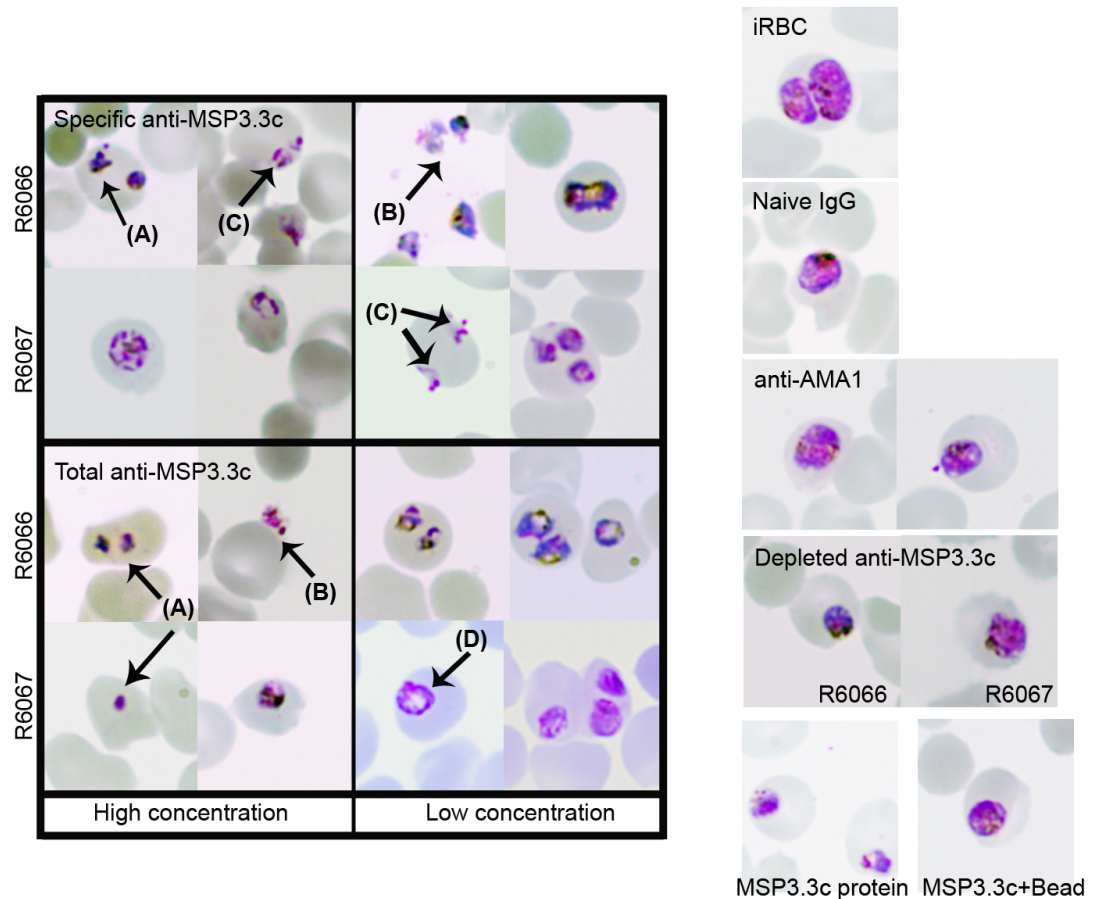 Specific anti-MSP3.3c
R6066
(A)
(C)
(B)
R6067
(C)
Total anti-MSP3.3c
R6066
(A)
(B)
R6067
(D)
High concentration
Low concentration
iRBC
Naive IgG
anti-AMA1
Depleted anti-MSP3.3c
R6066
R6067
MSP3.3c protein
MSP3.3c+Bead